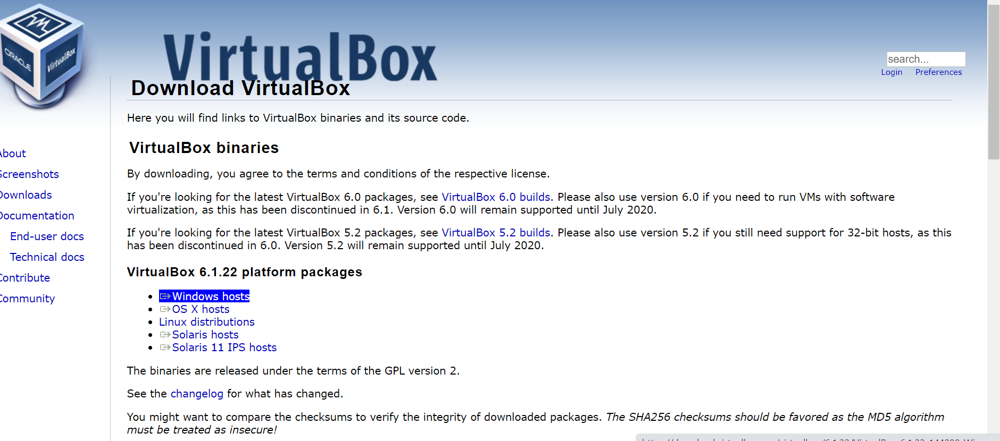 ORACLE
VirtualBox
VirtualBox
search...
Login Preferences
Download VirtualBox
Here you will find links to VirtualBox binaries and its source code.
About
Screenshots
Downloads
Documentation
End-user docs
Technical docs
Contribute
Community
VirtualBox binaries
By downloading, you agree to the terms and conditions of the respective license.
If you're looking for the latest VirtualBox 6.0 packages, see VirtualBox 6.0 builds. Please also use version 6.0 if you need to run VMs with software
virtualization, as this has been discontinued in 6.1. Version 6.0 will remain supported until July 2020.
If you're looking for the latest VirtualBox 5.2 packages, see VirtualBox 5.2 builds. Please also use version 5.2 if you still need support for 32-bit hosts, as this
has been discontinued in 6.0. Version 5.2 will remain supported until July 2020.
VirtualBox 6.1.22 platform packages
Windows hosts
OS X hosts
Linux distributions
Solaris hosts
Solaris 11 IPS hosts
The binaries are released under the terms of the GPL version 2.
See the changelog for what has changed.
You might want to compare the checksums to verify the integrity of downloaded packages. The SHA256 checksums should be favored as the MD5 algorithm
must be treated as insecure!